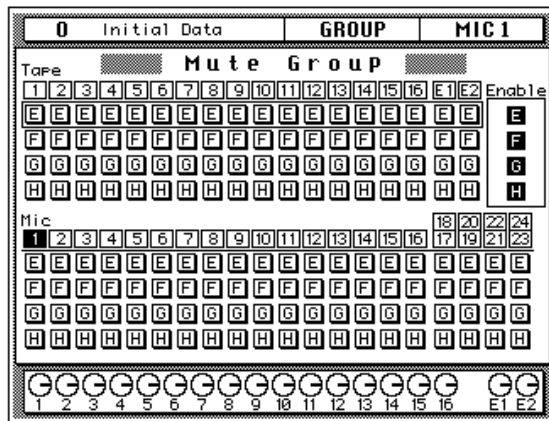 0 Initial Data GROUP MIC 1
Mute Group
Tape
1 2 3 4 5 6 7 8 9 10 11 12 13 14 15 16 E1 E2 Enable
E E E E E E E E E E E E E E E E E E E
F F F F F F F F F F F F F F F F F F F
G G G G G G G G G G G G G G G G G G G
H H H H H H H H H H H H H H H H H H H
Mic
18 20 22 24
1 2 3 4 5 6 7 8 9 10 11 12 13 14 15 16 17 19 21 23
E E E E E E E E E E E E E E E E E E E E
F F F F F F F F F F F F F F F F F F F F
G G G G G G G G G G G G G G G G G G G G
H H H H H H H H H H H H H H H H H H H H
1 2 3 4 5 6 7 8 9 10 11 12 13 14 15 16 E1 E2